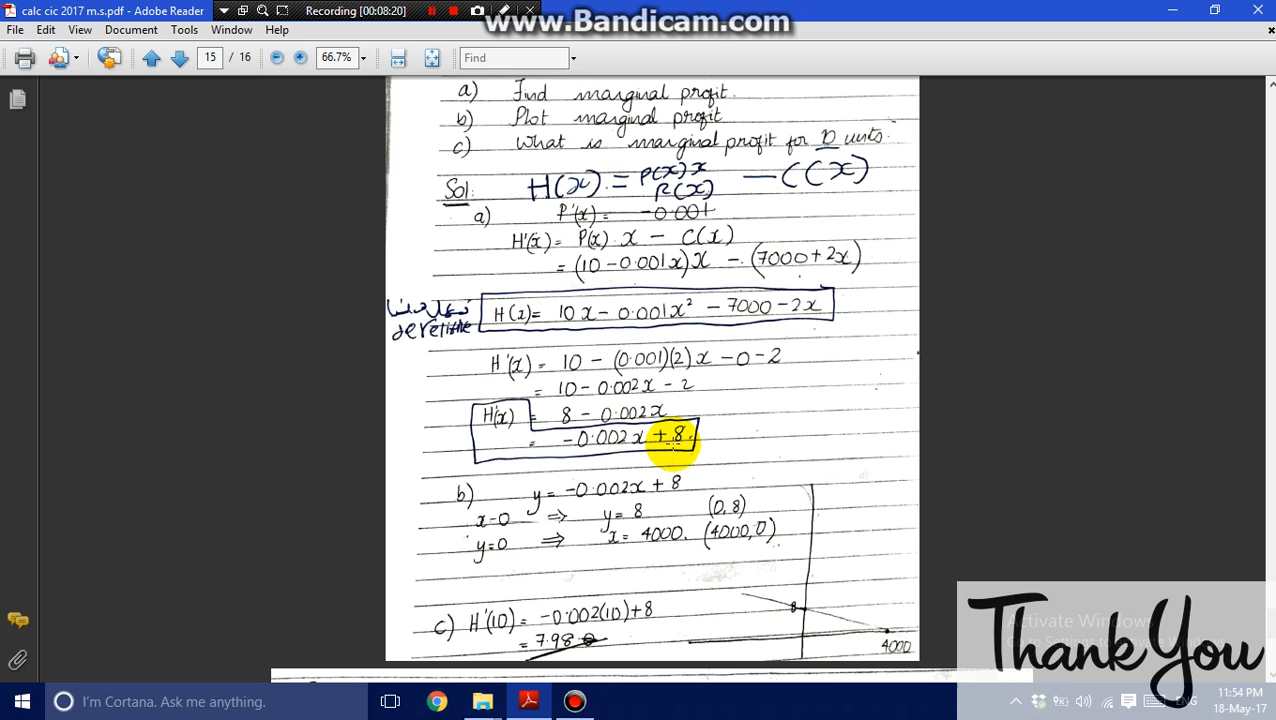 calc cic 2017 m.s.pdf - Adobe Reader
Recording [00:08:20]
www.Bandicam.com
File Edit View Document Tools Window Help
15 / 16 66.7% Find
a) Find marginal profit.
b) Plot marginal profit
c) What is marginal profit for 10 units.
Sol: H(x) = P(x) x
R(x) — C(x)
a) P'(x) = -0.001
H'(x) = P(x) . x - C(x)
= (10 - 0.001x) x - (7000 + 2x)
H(x) = 10x - 0.001x² - 7000 - 2x
H'(x) = 10 - (0.001)(2) x - 0 - 2
= 10 - 0.002x - 2
H(x) = 8 - 0.002x
= -0.002x + 8.
b) y = -0.002x + 8
x=0 ⇒ y = 8 (0,8)
y=0 ⇒ x = 4000. (4000,0)
c) H'(10) = -0.002(10)+8
= 7.98
8
4000
Activate Windows
Thank You
I'm Cortana. Ask me anything.
ENG
11:54 PM
18-May-17